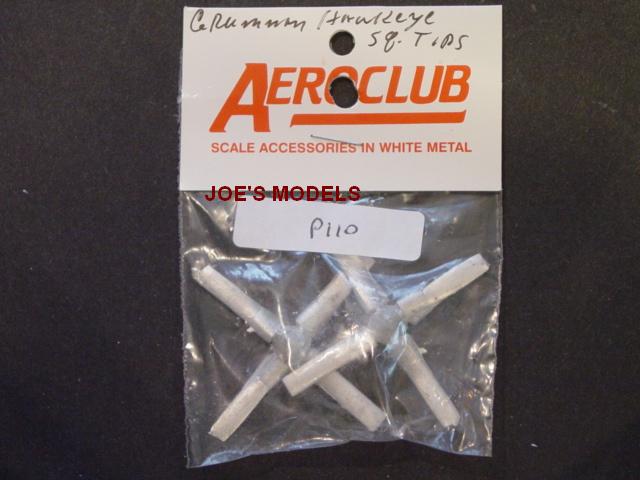 Grumman Hawkeye
Sq. Tips
AEROCLUB
SCALE ACCESSORIES IN WHITE METAL
JOE'S MODELS
P110